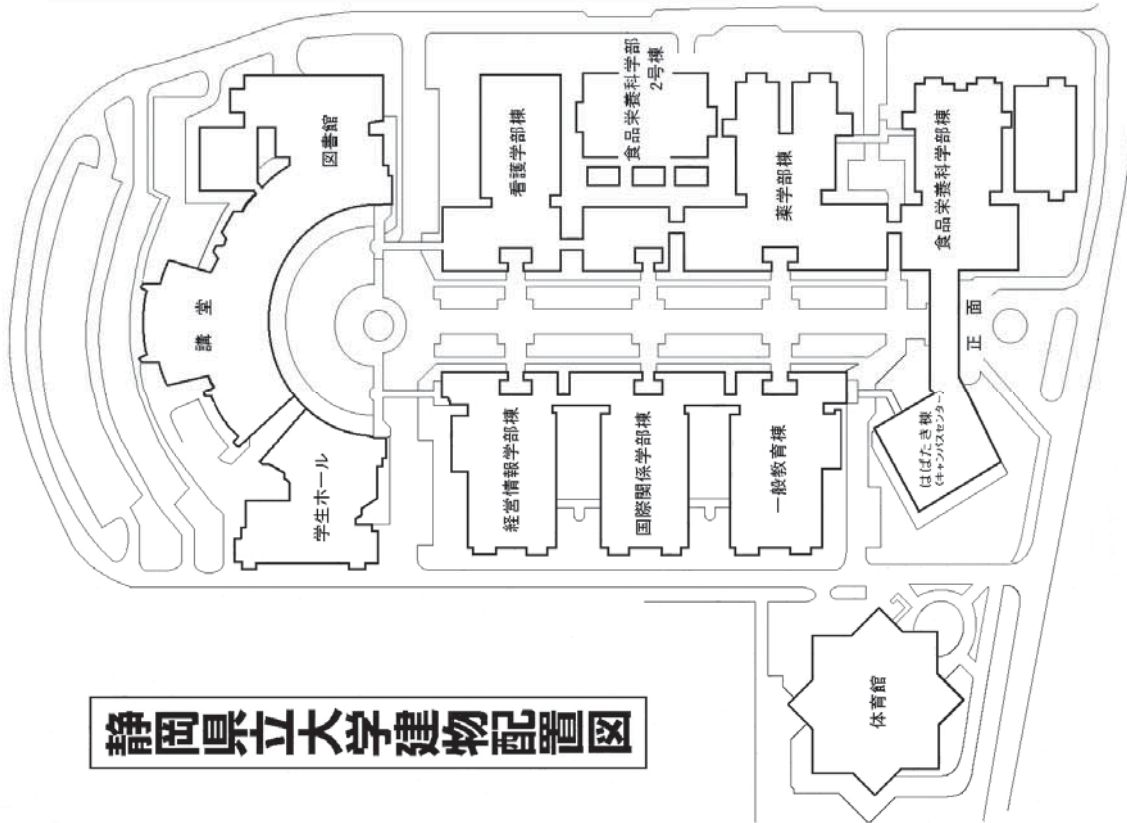 静岡県立大学建物配置図
学生ホール
講堂
図書館
経営情報学部棟
看護学部棟
国際関係学部棟
食品栄養科学部
2号棟
一般教育棟
薬学部棟
はばたき棟
(キャンパスセンター)
正面
食品栄養科学部棟
体育館